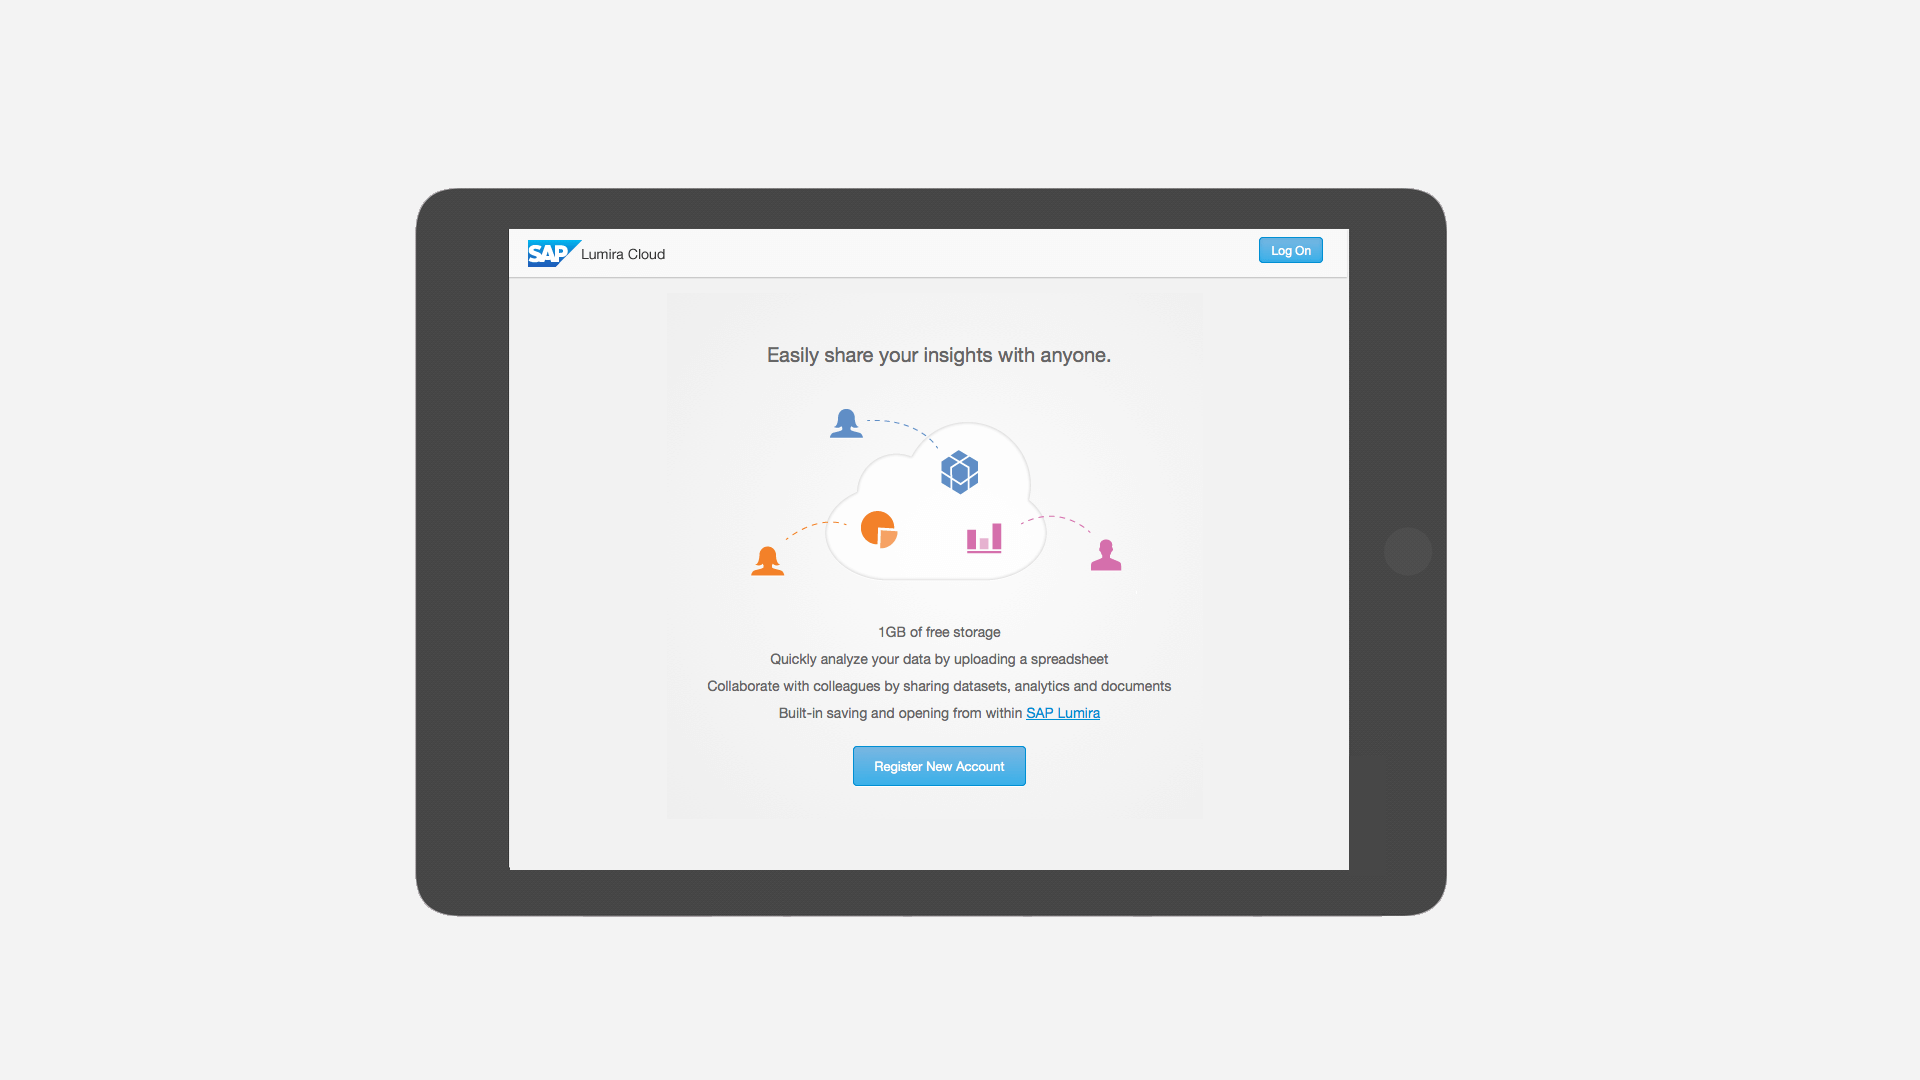 SAP Lumira Cloud
Log On
Easily share your insights with anyone.
1GB of free storage
Quickly analyze your data by uploading a spreadsheet
Collaborate with colleagues by sharing datasets, analytics and documents
Built-in saving and opening from within SAP Lumira
Register New Account